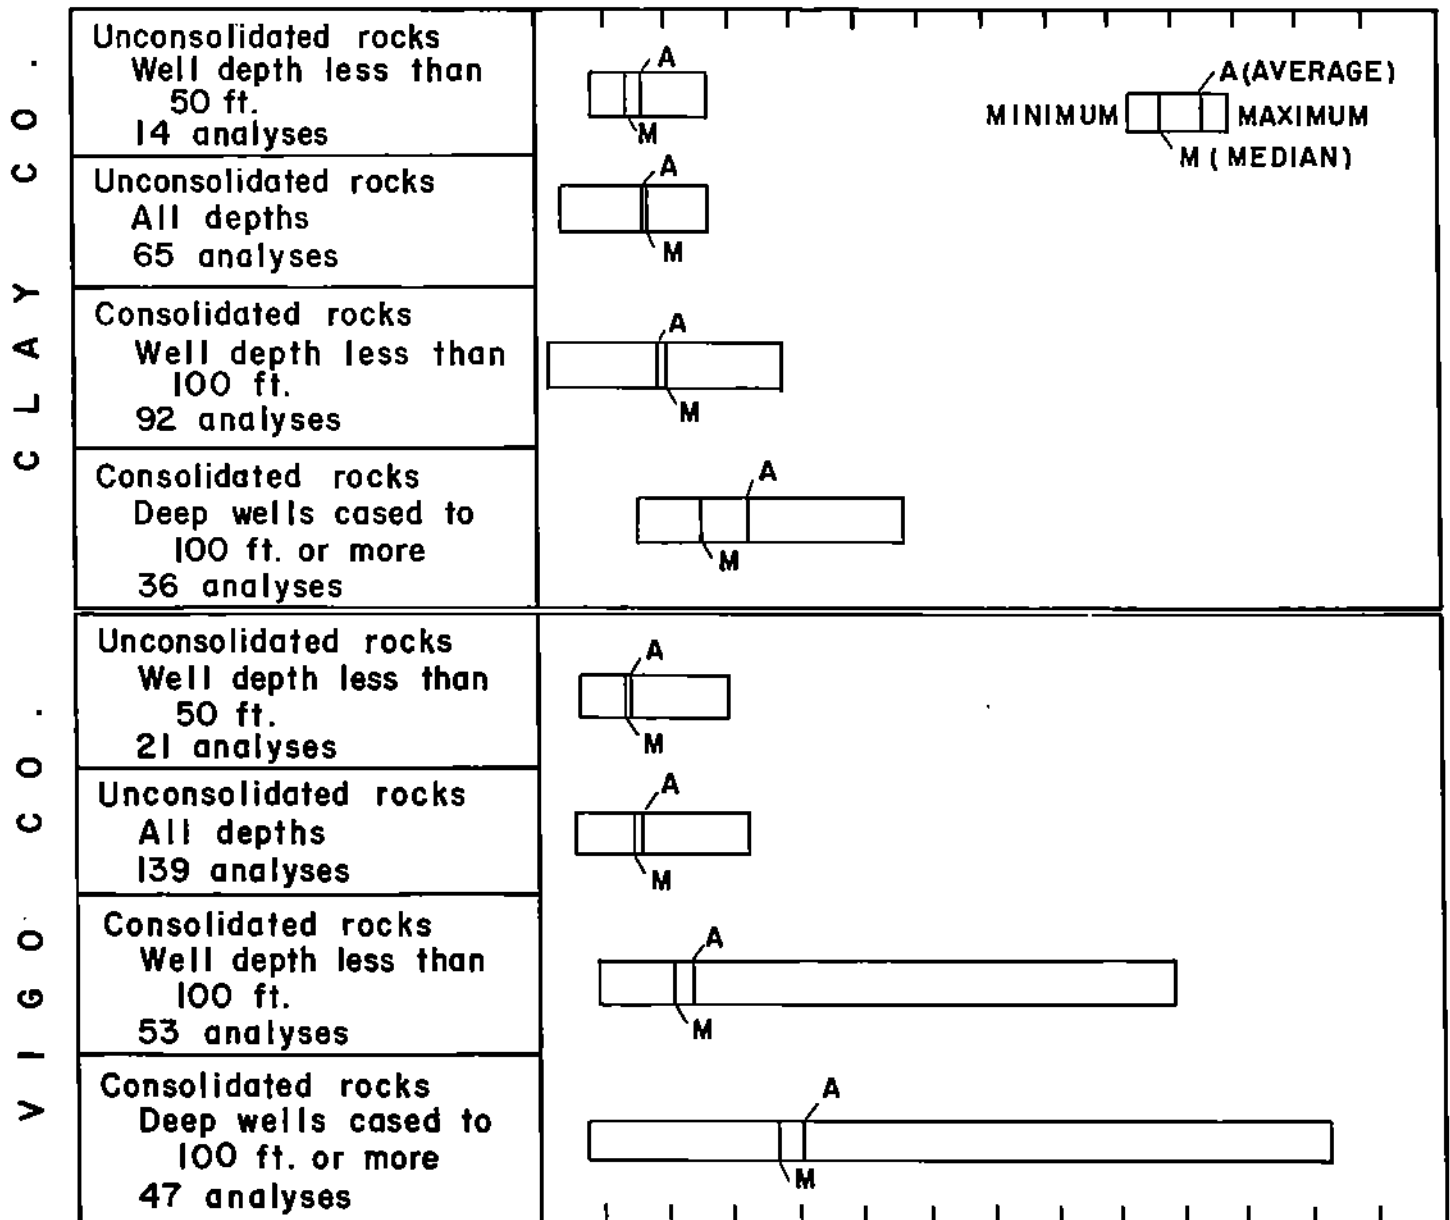 CLAY CO.
Unconsolidated rocks
Well depth less than
50 ft.
14 analyses
A
M
MINIMUM
A (AVERAGE)
MAXIMUM
M (MEDIAN)
Unconsolidated rocks
All depths
65 analyses
A
M
Consolidated rocks
Well depth less than
100 ft.
92 analyses
A
M
Consolidated rocks
Deep wells cased to
100 ft. or more
36 analyses
A
M
VIGO CO.
Unconsolidated rocks
Well depth less than
50 ft.
21 analyses
A
M
Unconsolidated rocks
All depths
139 analyses
A
M
Consolidated rocks
Well depth less than
100 ft.
53 analyses
A
M
Consolidated rocks
Deep wells cased to
100 ft. or more
47 analyses
A
M